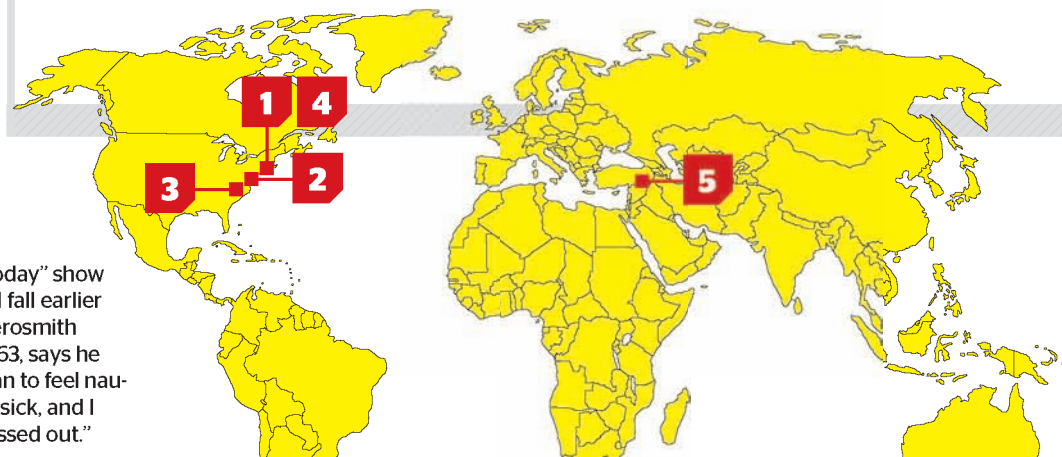 1
4
3
2
5
oday” show
l fall earlier
erosmith
63, says he
an to feel nau-
sick, and I
ssed out.”